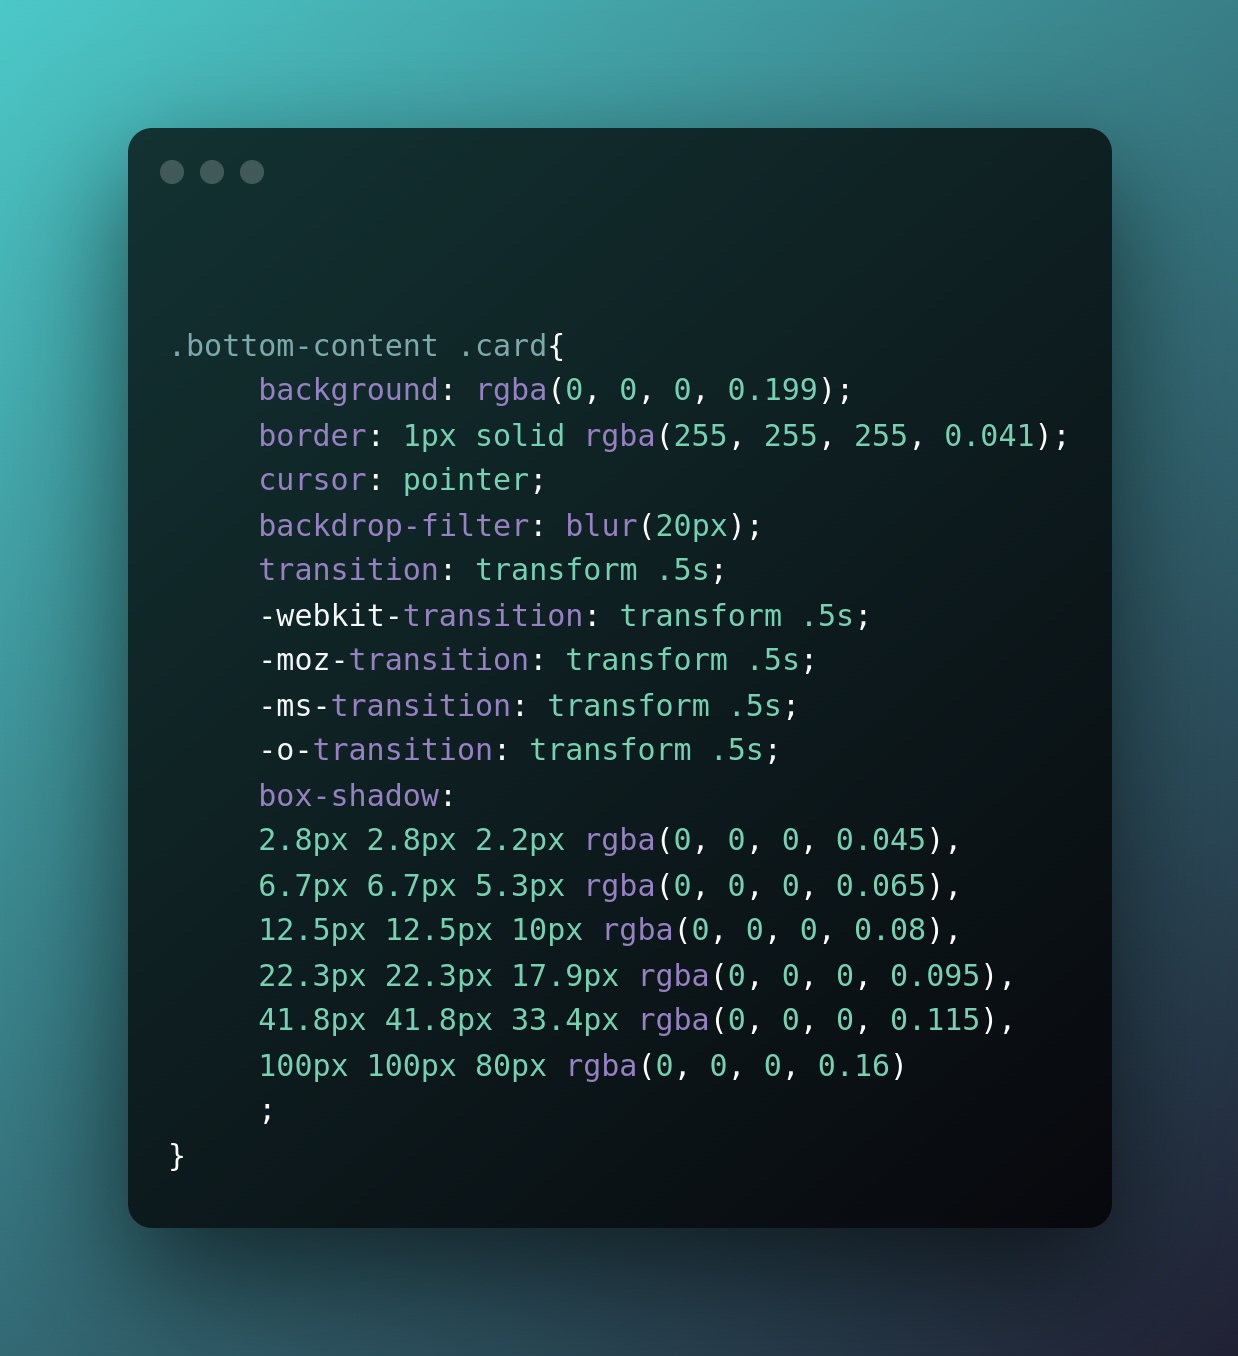 .bottom-content .card{
     background: rgba(0, 0, 0, 0.199);
     border: 1px solid rgba(255, 255, 255, 0.041);
     cursor: pointer;
     backdrop-filter: blur(20px);
     transition: transform .5s;
     -webkit-transition: transform .5s;
     -moz-transition: transform .5s;
     -ms-transition: transform .5s;
     -o-transition: transform .5s;
     box-shadow:
     2.8px 2.8px 2.2px rgba(0, 0, 0, 0.045),
     6.7px 6.7px 5.3px rgba(0, 0, 0, 0.065),
     12.5px 12.5px 10px rgba(0, 0, 0, 0.08),
     22.3px 22.3px 17.9px rgba(0, 0, 0, 0.095),
     41.8px 41.8px 33.4px rgba(0, 0, 0, 0.115),
     100px 100px 80px rgba(0, 0, 0, 0.16)
     ;
}